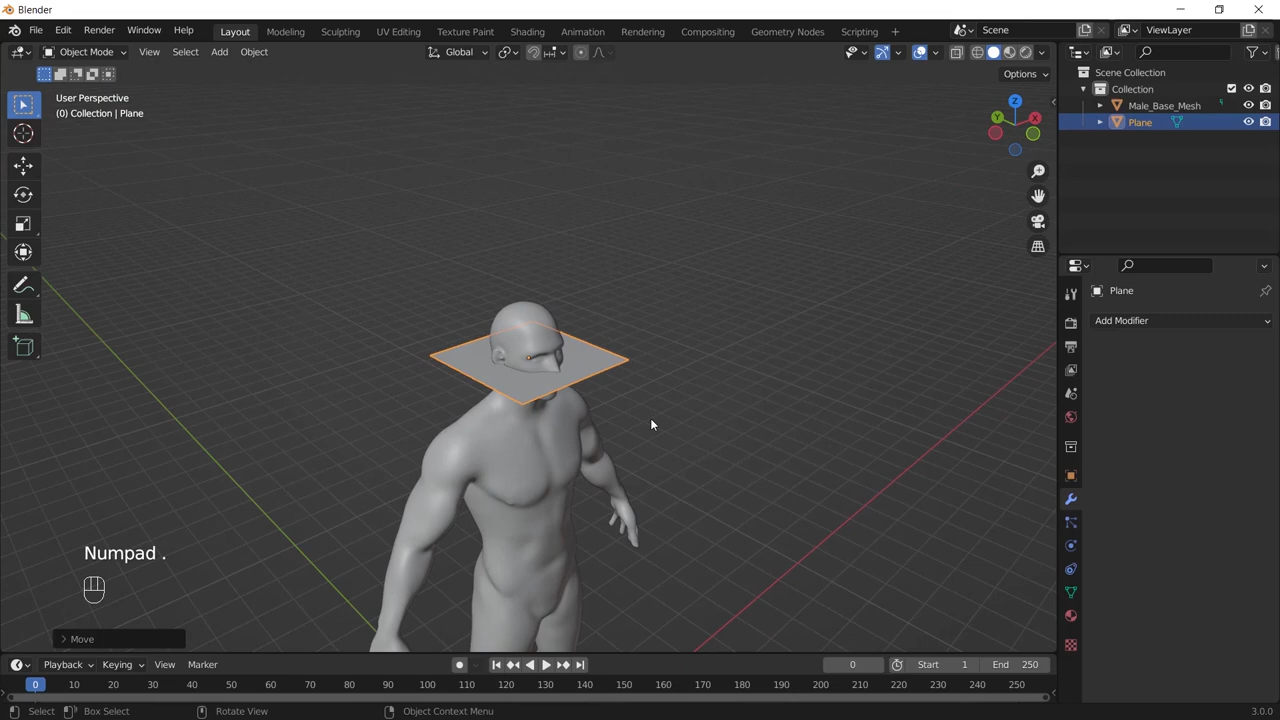 Blender
File Edit Render Window Help Layout Modeling Sculpting UV Editing Texture Paint Shading Animation Rendering Compositing Geometry Nodes Scripting + Scene ViewLayer
Object Mode View Select Add Object Global
Options
User Perspective
(0) Collection | Plane
Z
Y
X
Scene Collection
Collection
Male_Base_Mesh
Plane
Plane
Add Modifier
Numpad .
Move
Playback Keying View Marker 0 Start 1 End 250
0 10 20 30 40 50 60 70 80 90 100 110 120 130 140 150 160 170 180 190 200 210 220 230 240 250
Select Box Select Rotate View Object Context Menu 3.0.0